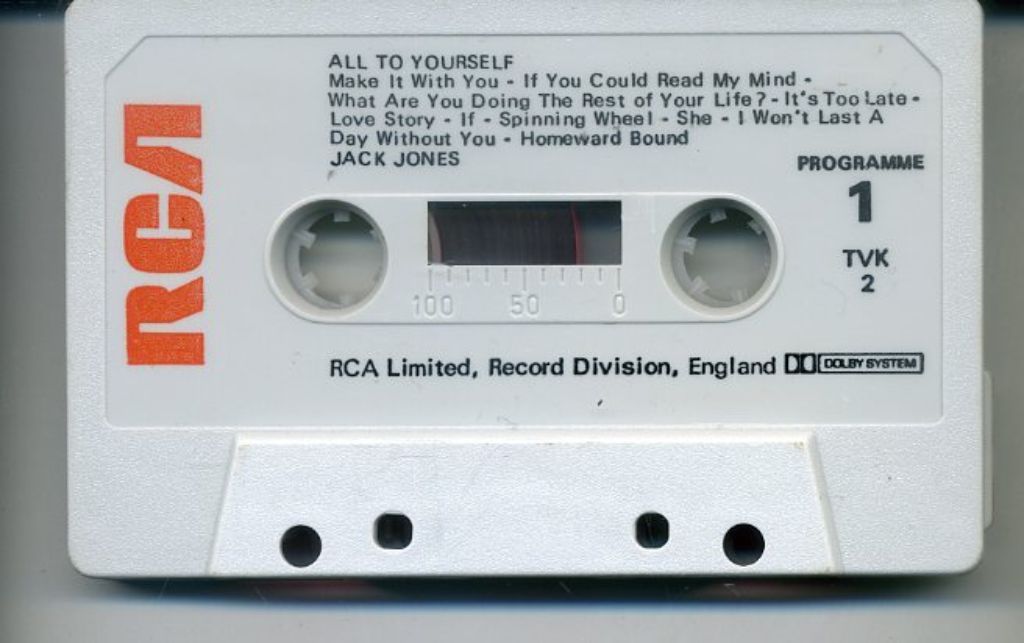 RCA
ALL TO YOURSELF
Make It With You - If You Could Read My Mind -
What Are You Doing The Rest of Your Life? - It's Too Late -
Love Story - If - Spinning Wheel - She - I Won't Last A
Day Without You - Homeward Bound
JACK JONES
PROGRAMME
1
TVK
2
100 50 0
RCA Limited, Record Division, England DOLBY SYSTEM